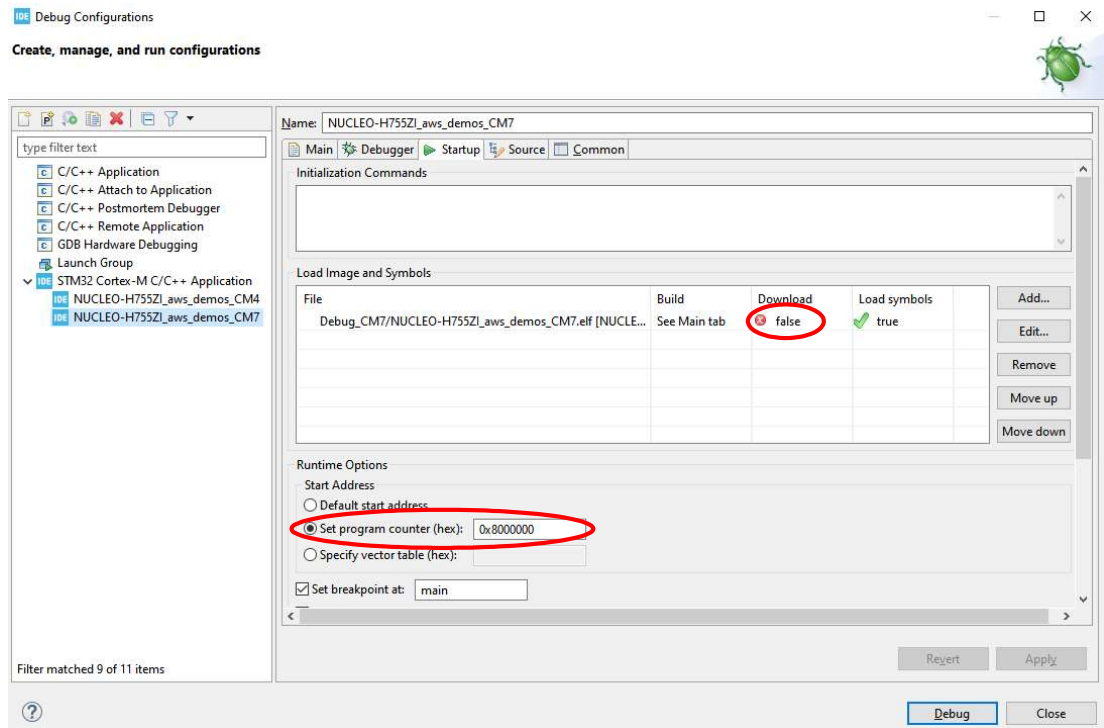 IDE Debug Configurations
Create, manage, and run configurations
type filter text
C/C++ Application
C/C++ Attach to Application
C/C++ Postmortem Debugger
C/C++ Remote Application
GDB Hardware Debugging
Launch Group
IDE STM32 Cortex-M C/C++ Application
IDE NUCLEO-H755ZI_aws_demos_CM4
IDE NUCLEO-H755ZI_aws_demos_CM7
Filter matched 9 of 11 items
Name: NUCLEO-H755ZI_aws_demos_CM7
Main Debugger Startup Source Common
Initialization Commands
Load Image and Symbols
File Build Download Load symbols
Debug_CM7/NUCLEO-H755ZI_aws_demos_CM7.elf [NUCLE... See Main tab false true
Add...
Edit...
Remove
Move up
Move down
Runtime Options
Start Address
Default start address
Set program counter (hex): 0x8000000
Specify vector table (hex):
Set breakpoint at: main
Revert Apply
? Debug Close